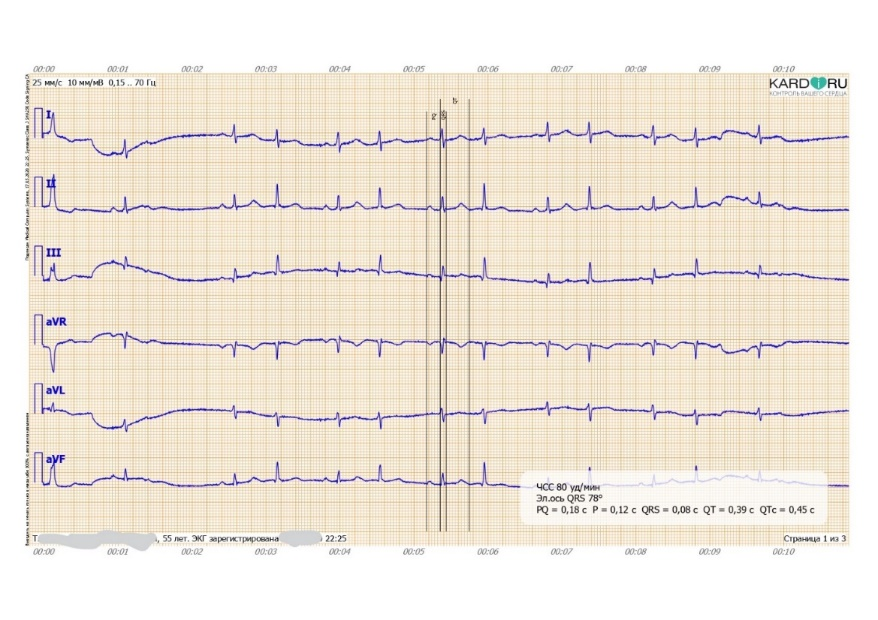 00:00 00:01 00:02 00:03 00:04 00:05 00:06 00:07 00:08 00:09 00:10
25 мм/с 10 мм/мВ 0,15 .. 70 Гц
KARDI RU
КОНТРОЛЬ ВАШЕГО СЕРДЦА
I
P QRS
II
III
aVR
aVL
aVF
ЧСС 80 уд/мин
Эл.ось QRS 78°
PQ = 0,18 с P = 0,12 с QRS = 0,08 с QT = 0,39 с QTc = 0,45 с
Т
, 55 лет. ЭКГ зарегистрирована 22:25
Страница 1 из 3
00:00 00:01 00:02 00:03 00:04 00:05 00:06 00:07 00:08 00:09 00:10